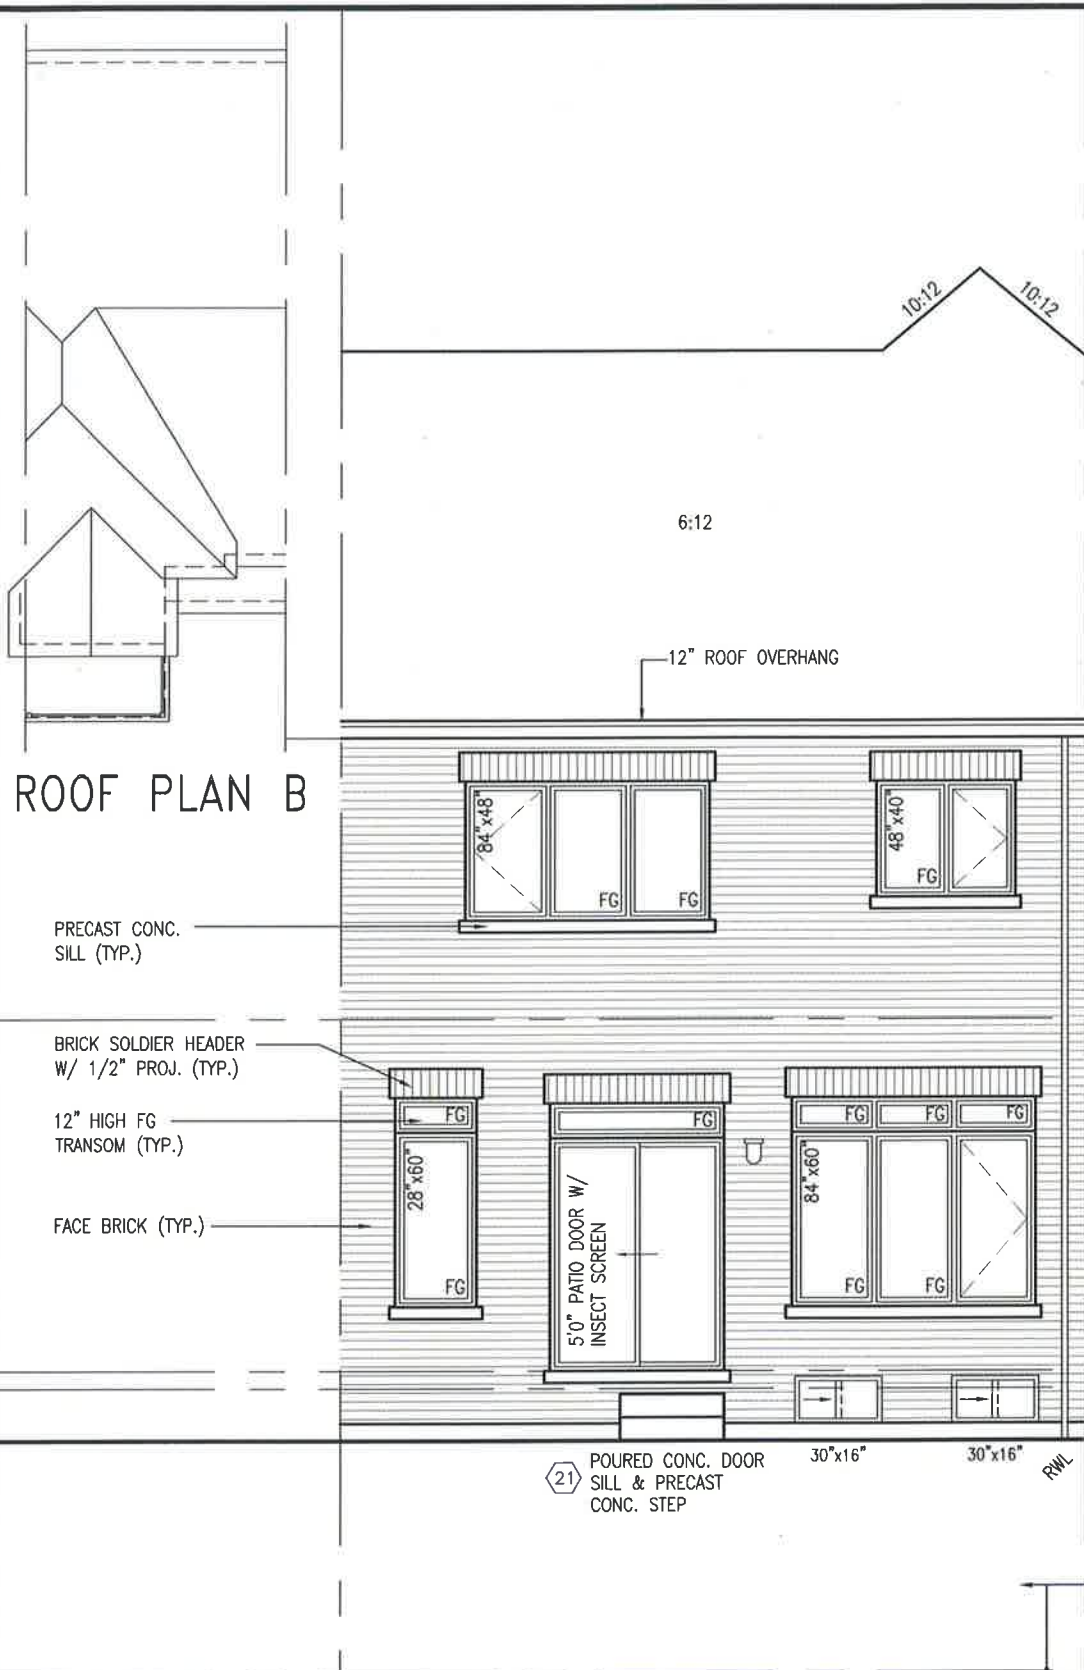 10:12
10:12
6:12
12" ROOF OVERHANG
ROOF PLAN B
84"x48"
FG
FG
48"x40"
FG
PRECAST CONC.
SILL (TYP.)
BRICK SOLDIER HEADER
W/ 1/2" PROJ. (TYP.)
12" HIGH FG
TRANSOM (TYP.)
FACE BRICK (TYP.)
FG
28"x60"
FG
FG
5'0" PATIO DOOR W/
INSECT SCREEN
FG
FG
FG
84"x60"
FG
FG
21
POURED CONC. DOOR
SILL & PRECAST
CONC. STEP
30"x16"
30"x16"
RWL